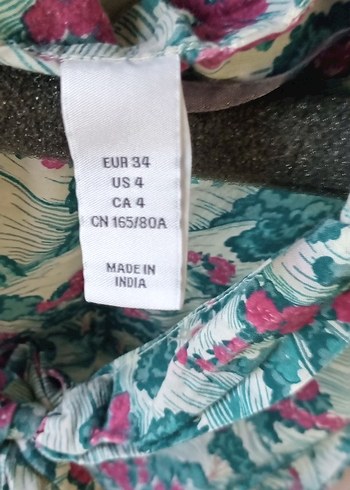 EUR 34
US 4
CA 4
CN 165/80A
MADE IN
INDIA